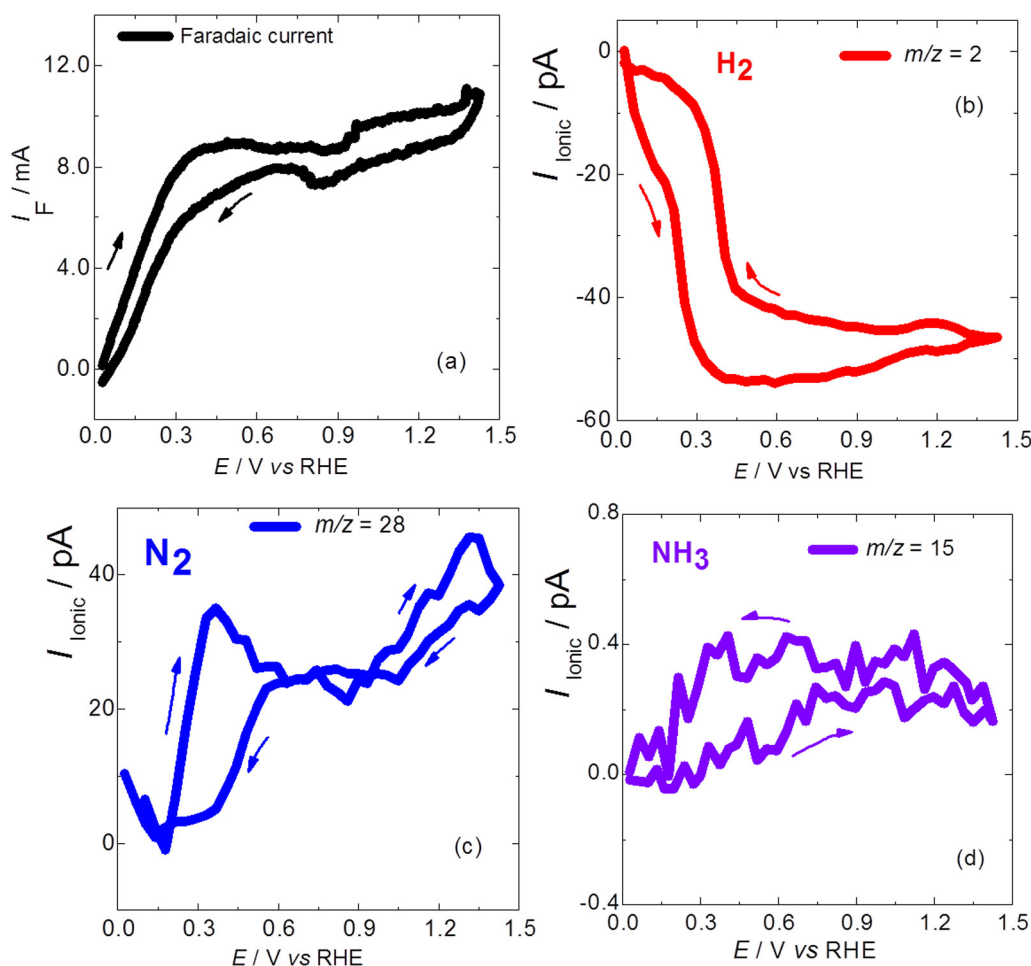 Faradaic current
12.0
8.0
4.0
0.0
I F / mA
(a)
0.0 0.3 0.6 0.9 1.2 1.5
E / V vs RHE
H2
m/z = 2
(b)
0
-20
-40
-60
I Ionic / pA
0.0 0.3 0.6 0.9 1.2 1.5
E / V vs RHE
N2
m/z = 28
40
20
0
I Ionic / pA
(c)
0.0 0.3 0.6 0.9 1.2 1.5
E / V vs RHE
NH3
m/z = 15
0.8
0.4
0.0
-0.4
I Ionic / pA
(d)
0.0 0.3 0.6 0.9 1.2 1.5
E / V vs RHE